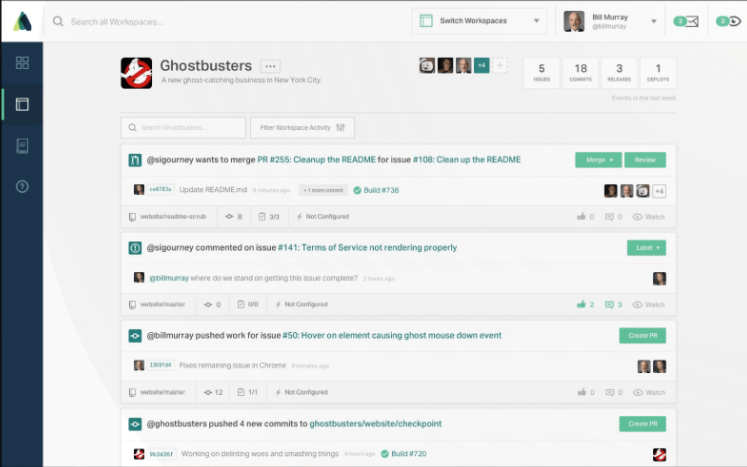 Search all Workspaces...
Switch Workspaces
Bill Murray
@billmurray
3
2
Ghostbusters
A new ghost-catching business in New York City.
+4
5 ISSUES
18 COMMITS
3 RELEASES
1 DEPLOYS
Events in the last week
Search Ghostbusters...
Filter Workspace Activity
@sigourney wants to merge PR #255: Cleanup the README for issue #108: Clean up the README
Merge
Review
ce0783a Update README.md 8 minutes ago + 1 more commit Build #736
+4
website/readme-scrub 8 3/3 Not Configured 0 0 Watch
@sigourney commented on issue #141: Terms of Service not rendering properly
Label
@billmurray where do we stand on getting this issue complete? 2 hours ago
website/master 0 0/0 Not Configured 2 3 Watch
@billmurray pushed work for issue #50: Hover on element causing ghost mouse down event
Create PR
3369fd4 Fixes remaining issue in Chrome 8 minutes ago
website/master 12 1/1 Not Configured 0 0 Watch
@ghostbusters pushed 4 new commits to ghostbusters/website/checkpoint
Create PR
Working on delinting woes and smashing things 4 hours ago Build #720